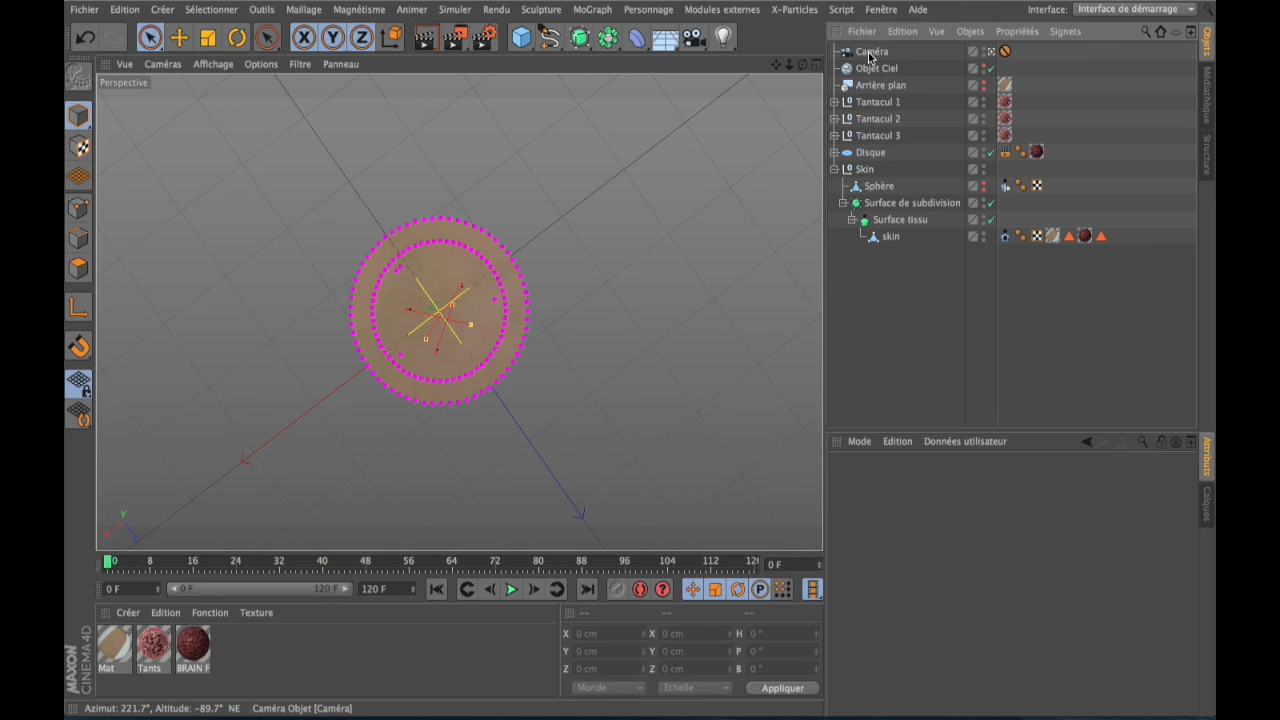 Fichier Edition Créer Sélectionner Outils Maillage Magnétisme Animer Simuler Rendu Sculpture MoGraph Personnage Modules externes X-Particles Script Fenêtre Aide Interface: Interface de démarrage
X Y Z
Vue Caméras Affichage Options Filtre Panneau
Perspective
Y
X
Z
0 8 16 24 32 40 48 56 64 72 80 88 96 104 112 12 0 F
0 F 0 F 120 F 120 F P
Créer Edition Fonction Texture
Mat Tants BRAIN F
MAXON
CINEMA 4D
-- -- --
X 0 cm X 0 cm H 0 °
Y 0 cm Y 0 cm P 0 °
Z 0 cm Z 0 cm B 0 °
Monde Echelle Appliquer
Azimut: 221.7°, Altitude: -89.7° NE Caméra Objet [Caméra]
Fichier Edition Vue Objets Propriétés Signets
Caméra
Objet Ciel
Arrière plan
Tantacul 1
Tantacul 2
Tantacul 3
Disque
Skin
Sphère
Surface de subdivision
Surface tissu
skin
Objets
Médiathèque
Structure
Mode Edition Données utilisateur
Attributs
Calques